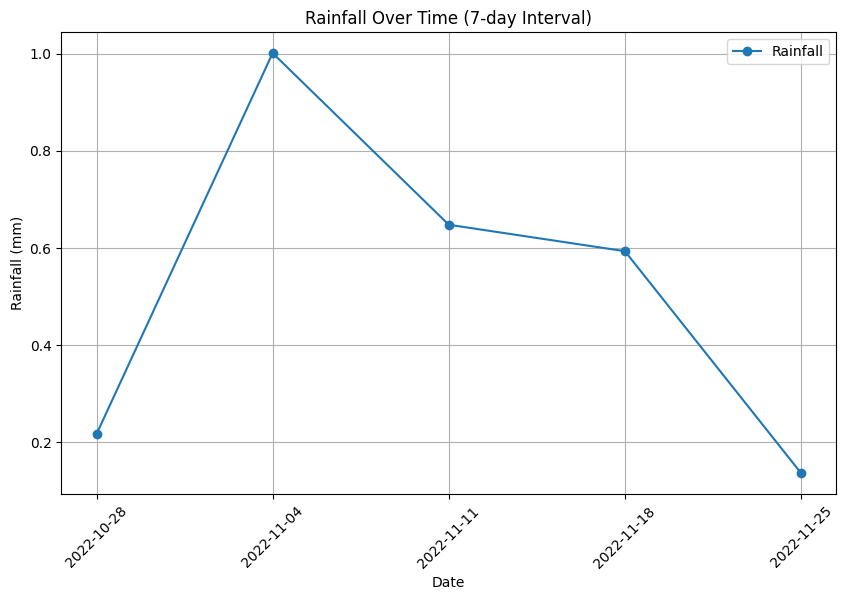 Rainfall Over Time (7-day Interval)
Rainfall
Rainfall (mm)
1.0
0.8
0.6
0.4
0.2
2022-10-28
2022-11-04
2022-11-11
2022-11-18
2022-11-25
Date